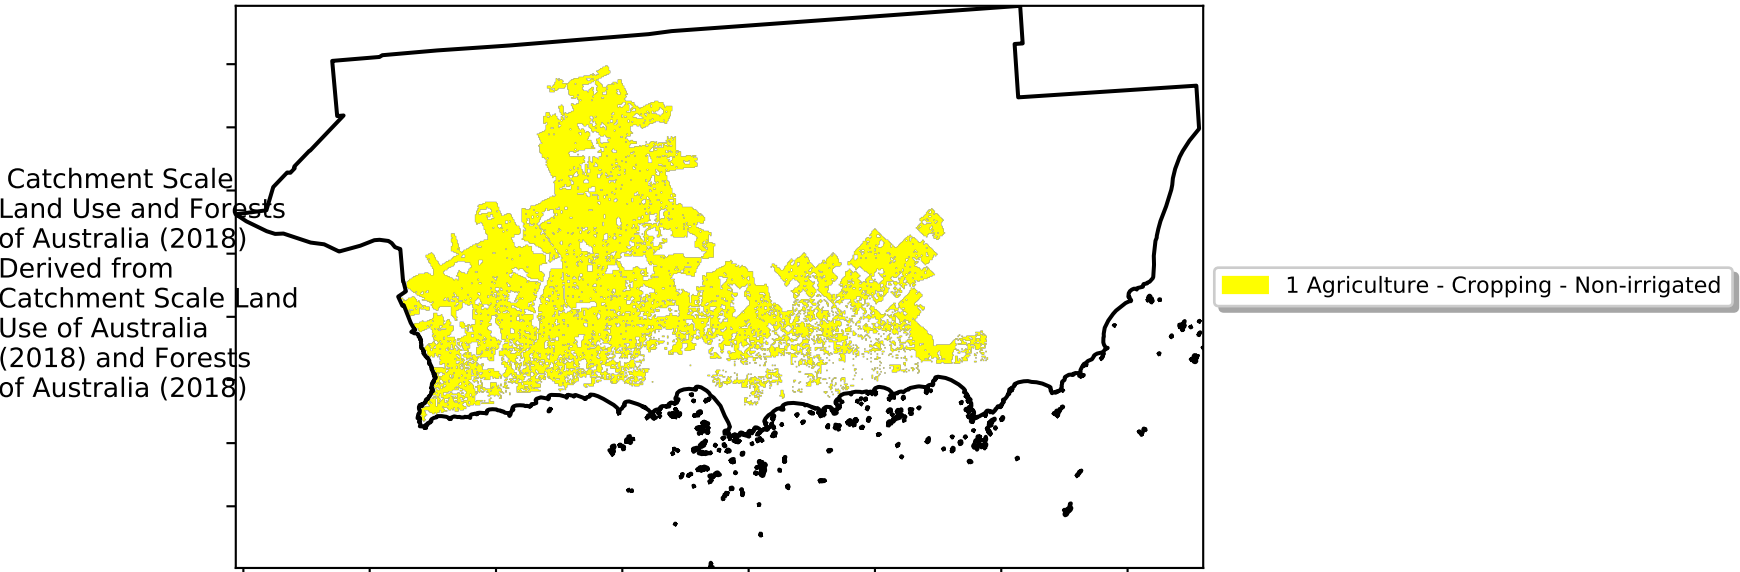 Catchment Scale
Land Use and Forests
of Australia (2018)
Derived from
Catchment Scale Land
Use of Australia
(2018) and Forests
of Australia (2018)
1 Agriculture - Cropping - Non-irrigated